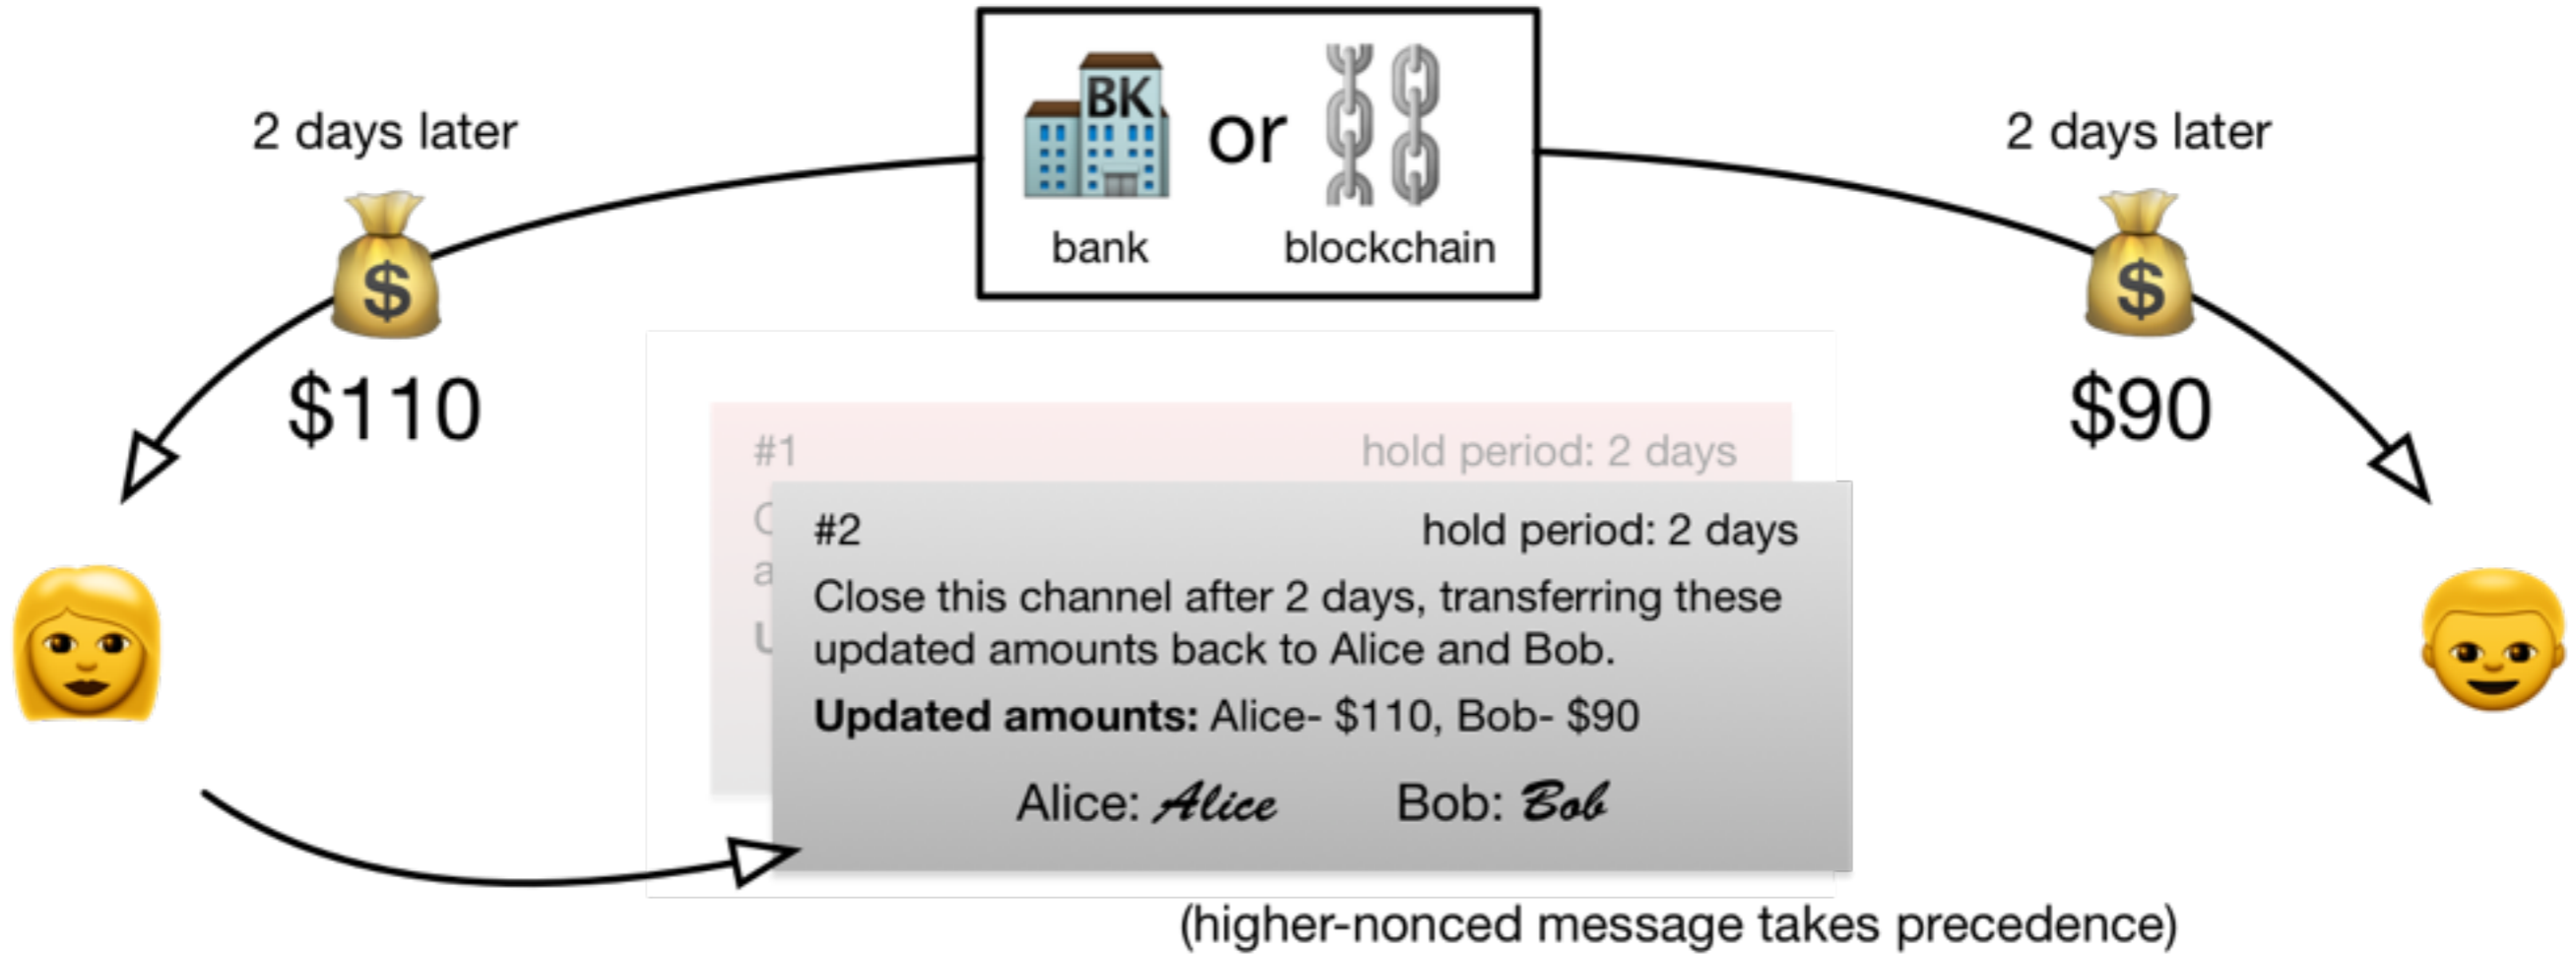 BK
or
bank
blockchain
2 days later
$
$110
2 days later
$
$90
#1
hold period: 2 days
#2
hold period: 2 days
Close this channel after 2 days, transferring these
updated amounts back to Alice and Bob.
Updated amounts: Alice- $110, Bob- $90
Alice: Alice
Bob: Bob
(higher-nonced message takes precedence)